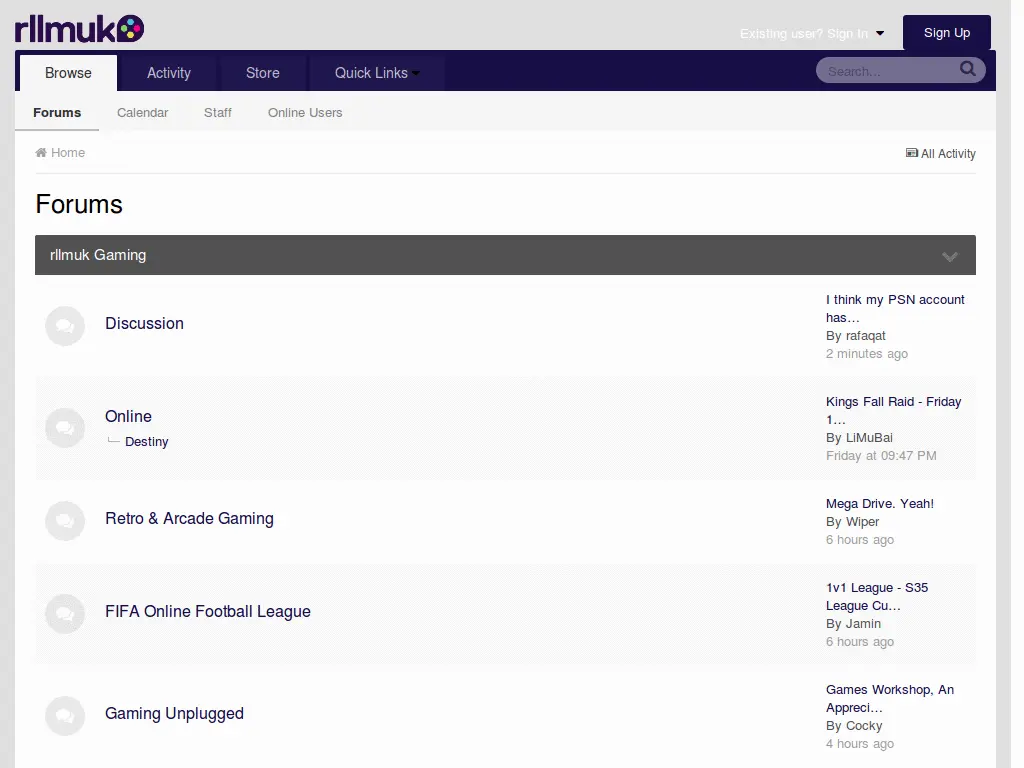 rllmuk
Existing user? Sign In
Sign Up
Browse
Activity
Store
Quick Links
Search...
Forums
Calendar
Staff
Online Users
Home
All Activity
Forums
rllmuk Gaming
Discussion
I think my PSN account
has…
By rafaqat
2 minutes ago
Online
Destiny
Kings Fall Raid - Friday
1…
By LiMuBai
Friday at 09:47 PM
Retro & Arcade Gaming
Mega Drive. Yeah!
By Wiper
6 hours ago
FIFA Online Football League
1v1 League - S35
League Cu…
By Jamin
6 hours ago
Gaming Unplugged
Games Workshop, An
Appreci…
By Cocky
4 hours ago